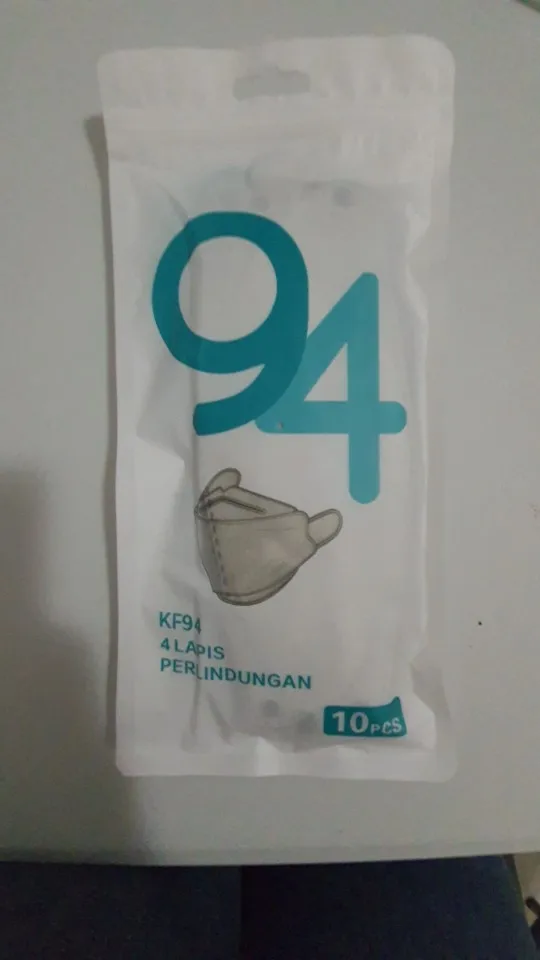 94
KF94
4 LAPIS
PERLINDUNGAN
10PCS